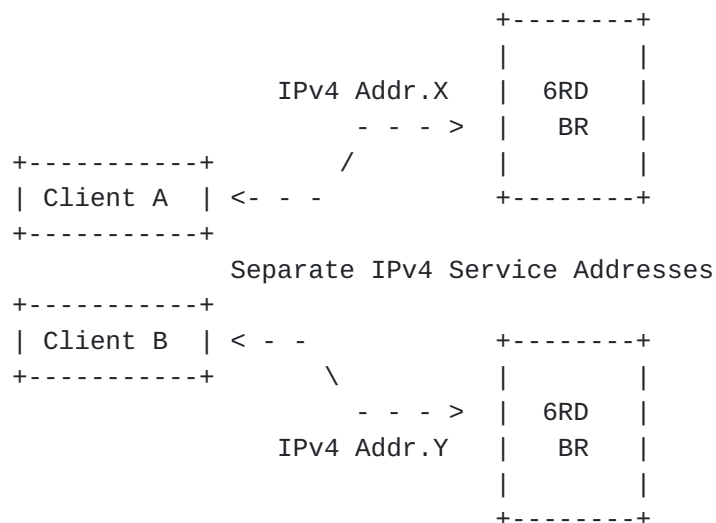 IPv4 Addr.X
6RD
BR
Client A
Separate IPv4 Service Addresses
Client B
6RD
IPv4 Addr.Y
BR